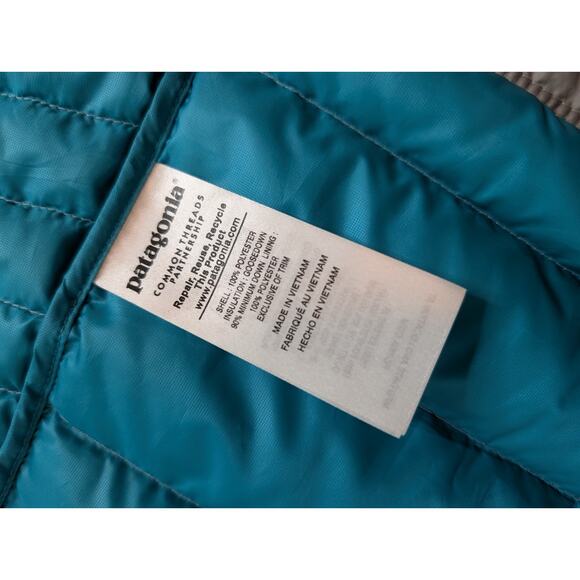 patagonia®
COMMON THREADS
PARTNERSHIP
Repair, Reuse, Recycle
This Product
www.patagonia.com
SHELL : 100% POLYESTER
INSULATION : GOOSEDOWN
90% MINIMUM DOWN LINING :
100% POLYESTER
EXCLUSIVE OF TRIM
MADE IN VIETNAM
FABRIQUÉ AU VIETNAM
HECHO EN VIETNAM